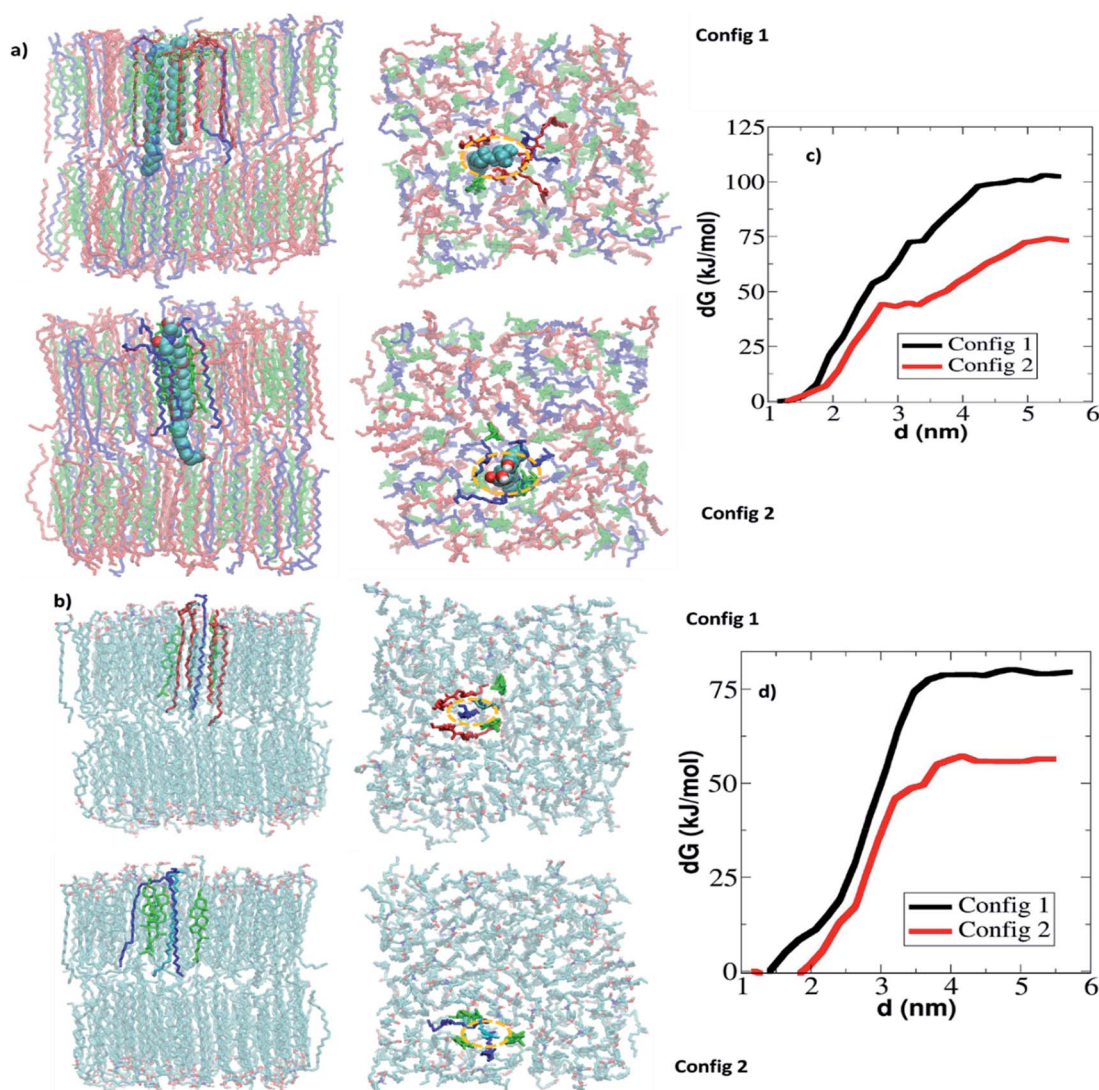 a)
Config 1
c)
125
100
75
50
25
0
dG (kJ/mol)
Config 1
Config 2
1 2 3 4 5 6
d (nm)
Config 2
b)
Config 1
d)
75
50
25
0
dG (kJ/mol)
Config 1
Config 2
1 2 3 4 5 6
d (nm)
Config 2